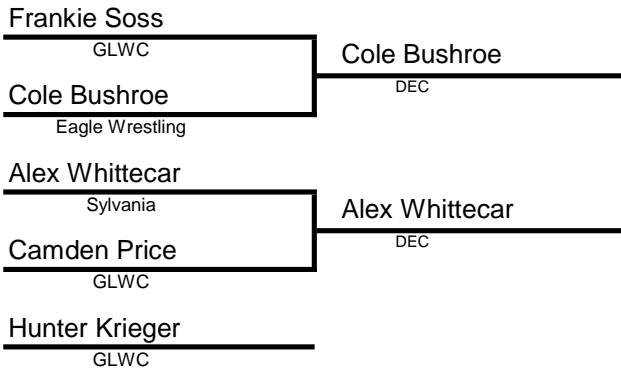 Frankie Soss
GLWC
Cole Bushroe
DEC
Cole Bushroe
Eagle Wrestling
Alex Whittecar
Sylvania
Alex Whittecar
DEC
Camden Price
GLWC
Hunter Krieger
GLWC